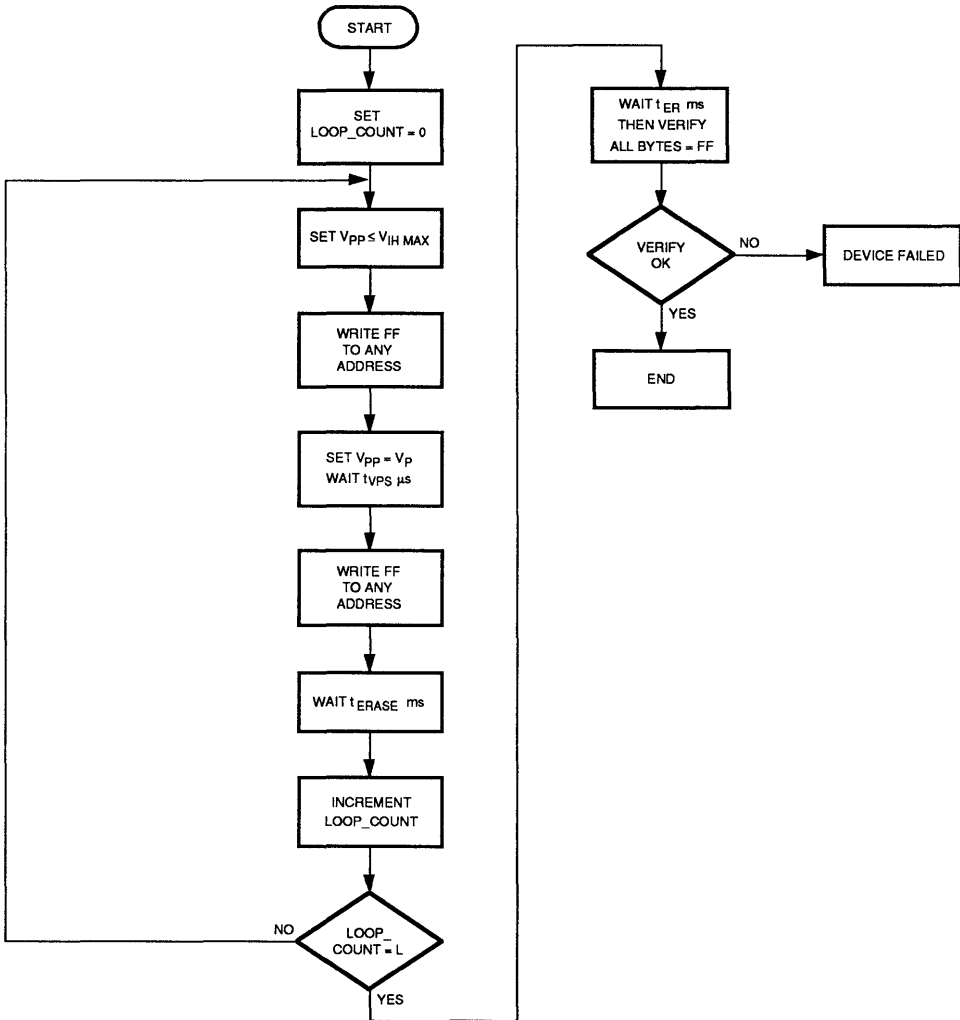 START
SET
LOOP_COUNT = 0
SET VPP ≤ VIH MAX
WRITE FF
TO ANY
ADDRESS
SET VPP = VP
WAIT tVPS µs
WRITE FF
TO ANY
ADDRESS
WAIT tERASE ms
INCREMENT
LOOP_COUNT
LOOP_
COUNT = L
NO
YES
WAIT tER ms
THEN VERIFY
ALL BYTES = FF
VERIFY
OK
NO
DEVICE FAILED
YES
END